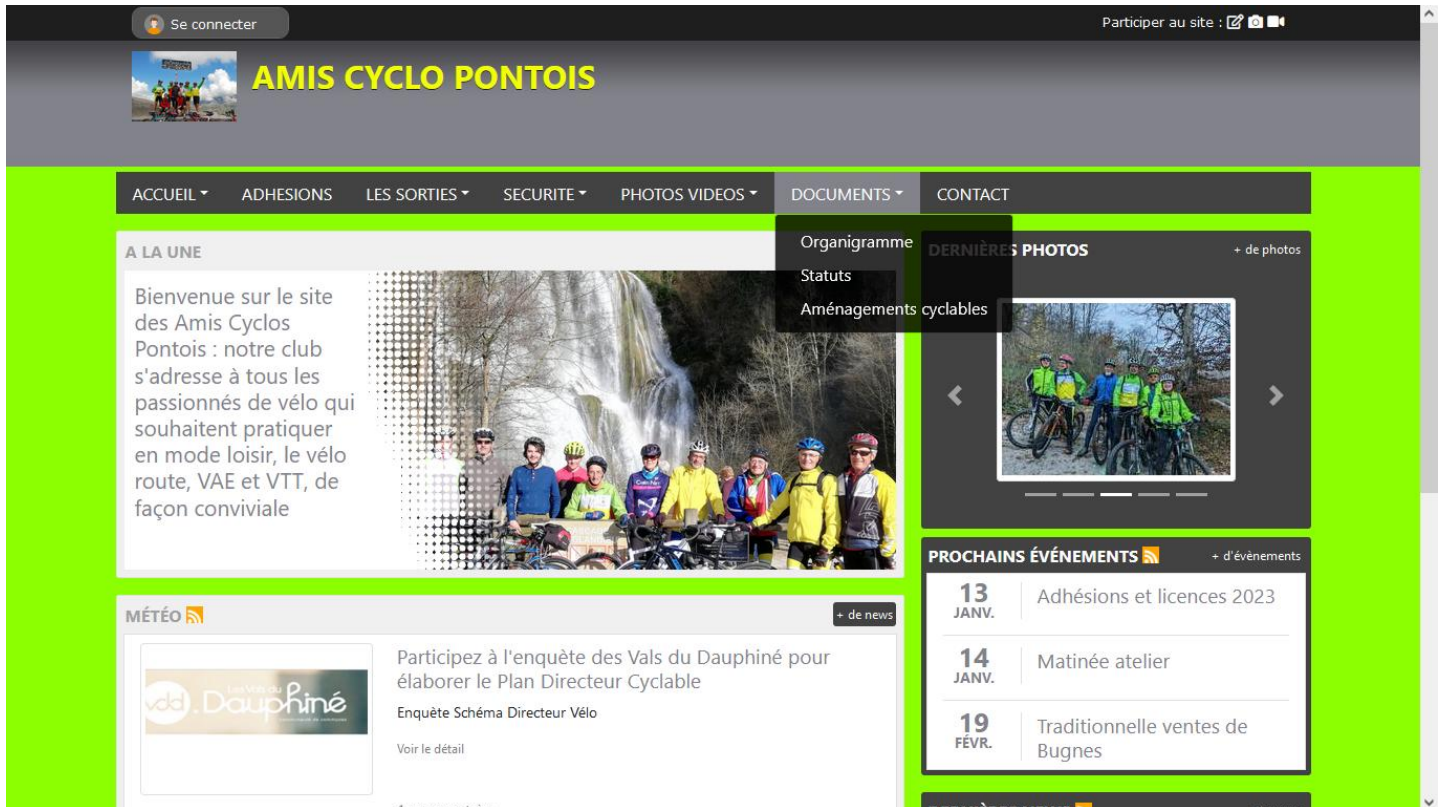 Se connecter
Participer au site :
AMIS CYCLO PONTOIS
ACCUEIL
ADHESIONS
LES SORTIES
SECURITE
PHOTOS VIDEOS
DOCUMENTS
CONTACT
Organigramme
Statuts
Aménagements cyclables
A LA UNE
Bienvenue sur le site
des Amis Cyclos
Pontois : notre club
s'adresse à tous les
passionnés de vélo qui
souhaitent pratiquer
en mode loisir, le vélo
route, VAE et VTT, de
façon conviviale
DERNIÈRES PHOTOS
+ de photos
PROCHAINS ÉVÉNEMENTS
+ d'évènements
13
JANV.
Adhésions et licences 2023
14
JANV.
Matinée atelier
19
FÉVR.
Traditionnelle ventes de
Bugnes
MÉTÉO
+ de news
vdd. Les Vals du
Dauphiné
Participez à l'enquète des Vals du Dauphiné pour
élaborer le Plan Directeur Cyclable
Enquète Schéma Directeur Vélo
Voir le détail